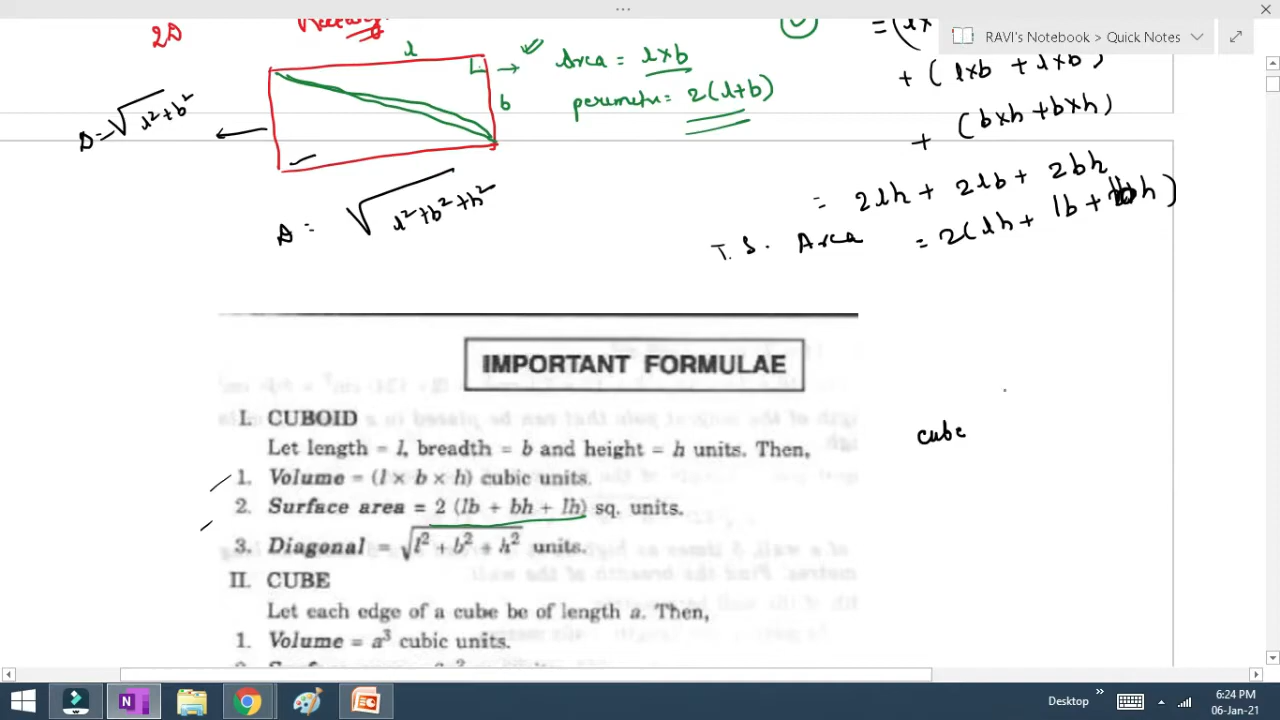 RAVI's Notebook > Quick Notes
2D
l
Area = l×b
b
perimeter = 2(l+b)
D = √l²+b²
D = √l²+b²+h²
+ (l×b + l×b)
+ (b×h + b×h)
= 2lh + 2lb + 2bh
T. S. Area = 2(lh + lb + bh)
IMPORTANT FORMULAE
I. CUBOID
Let length = l, breadth = b and height = h units. Then,
1. Volume = (l × b × h) cubic units.
2. Surface area = 2 (lb + bh + lh) sq. units.
3. Diagonal = √l² + b² + h² units.
cube
II. CUBE
Let each edge of a cube be of length a. Then,
1. Volume = a³ cubic units.
Desktop
6:24 PM
06-Jan-21